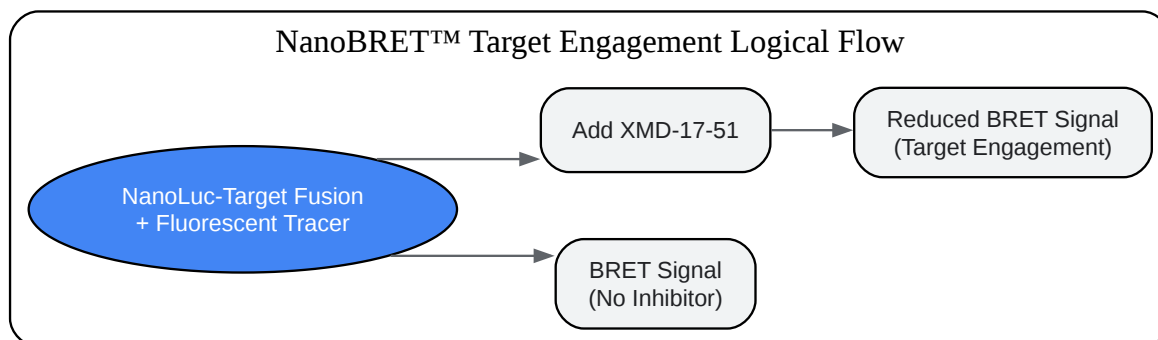 NanoBRET™ Target Engagement Logical Flow
Add XMD-17-51
Reduced BRET Signal
(Target Engagement)
NanoLuc-Target Fusion
+ Fluorescent Tracer
BRET Signal
(No Inhibitor)